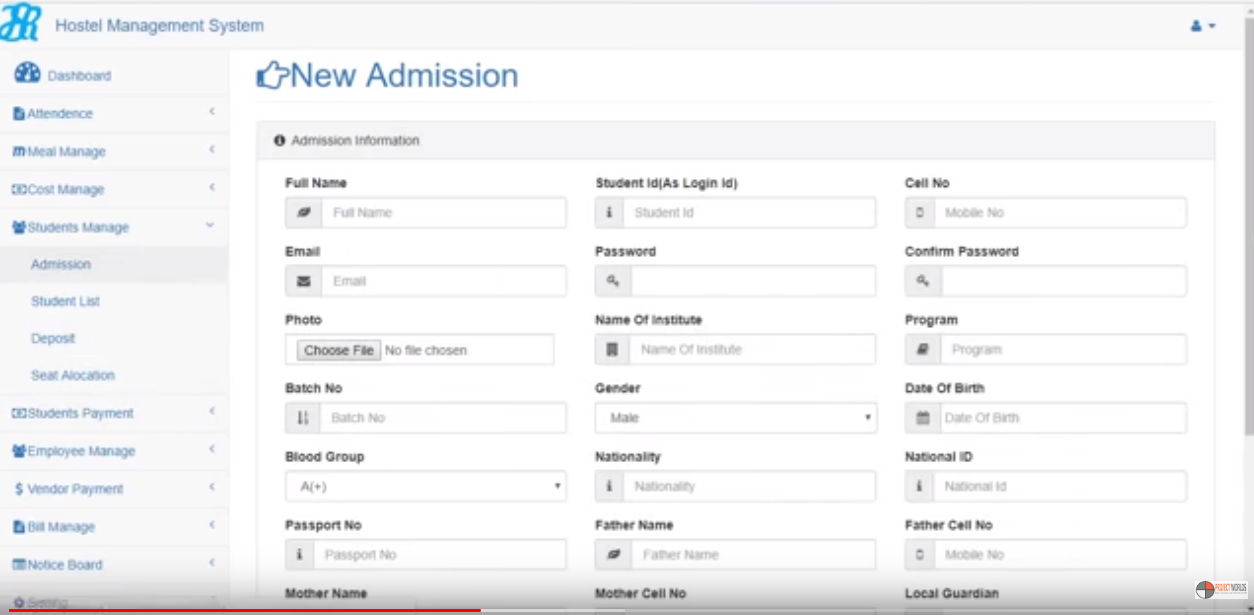 Hostel Management System
Dashboard
Attendence
Meal Manage
Cost Manage
Students Manage
Admission
Student List
Deposit
Seat Alocation
Students Payment
Employee Manage
Vendor Payment
Bill Manage
Notice Board
Setting
New Admission
Admission Information
Full Name Student Id(As Login Id) Cell No
Full Name Student Id Mobile No
Email Password Confirm Password
Email
Photo Name Of Institute Program
Choose File No file chosen Name Of Institute Program
Batch No Gender Date Of Birth
Batch No Male Date Of Birth
Blood Group Nationality National ID
A(+) Nationality National Id
Passport No Father Name Father Cell No
Passport No Father Name Mobile No
Mother Name Mother Cell No Local Guardian
PROJECT WORLDS